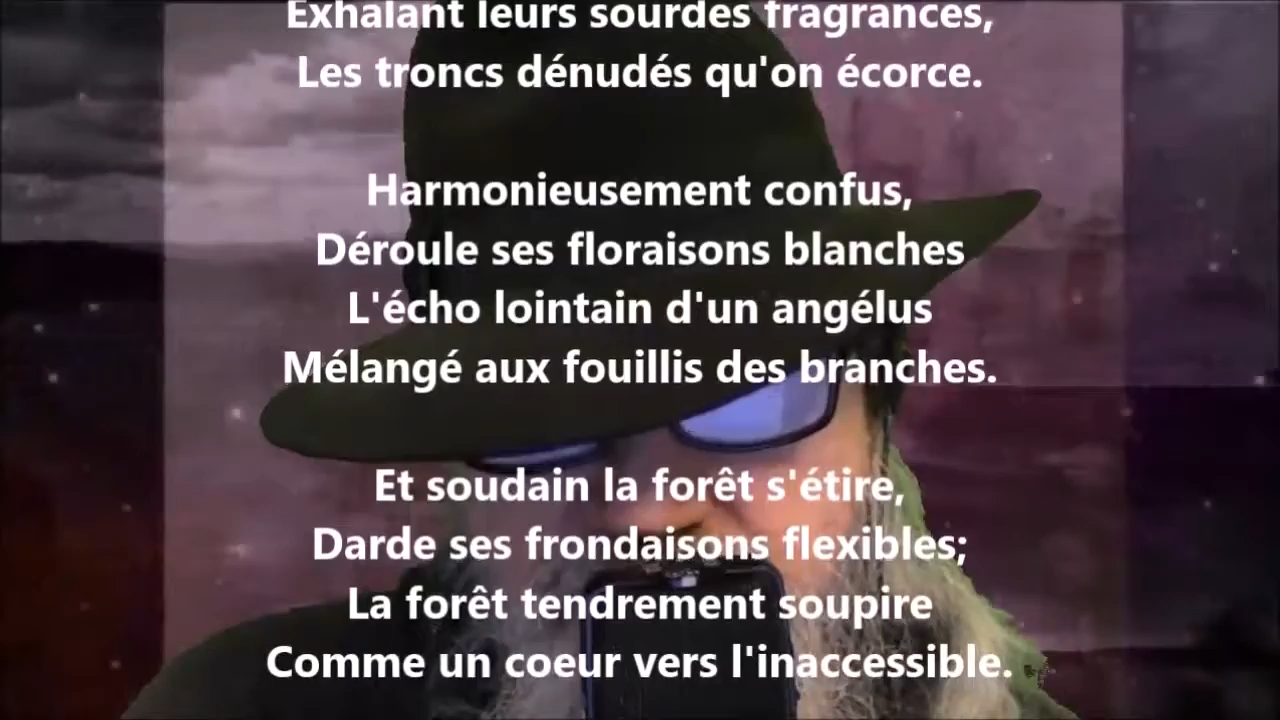 Exhalant leurs sourdes fragrances,
Les troncs dénudés qu'on écorce.
Harmonieusement confus,
Déroule ses floraisons blanches
L'écho lointain d'un angélus
Mélangé aux fouillis des branches.
Et soudain la forêt s'étire,
Darde ses frondaisons flexibles;
La forêt tendrement soupire
Comme un coeur vers l'inaccessible.